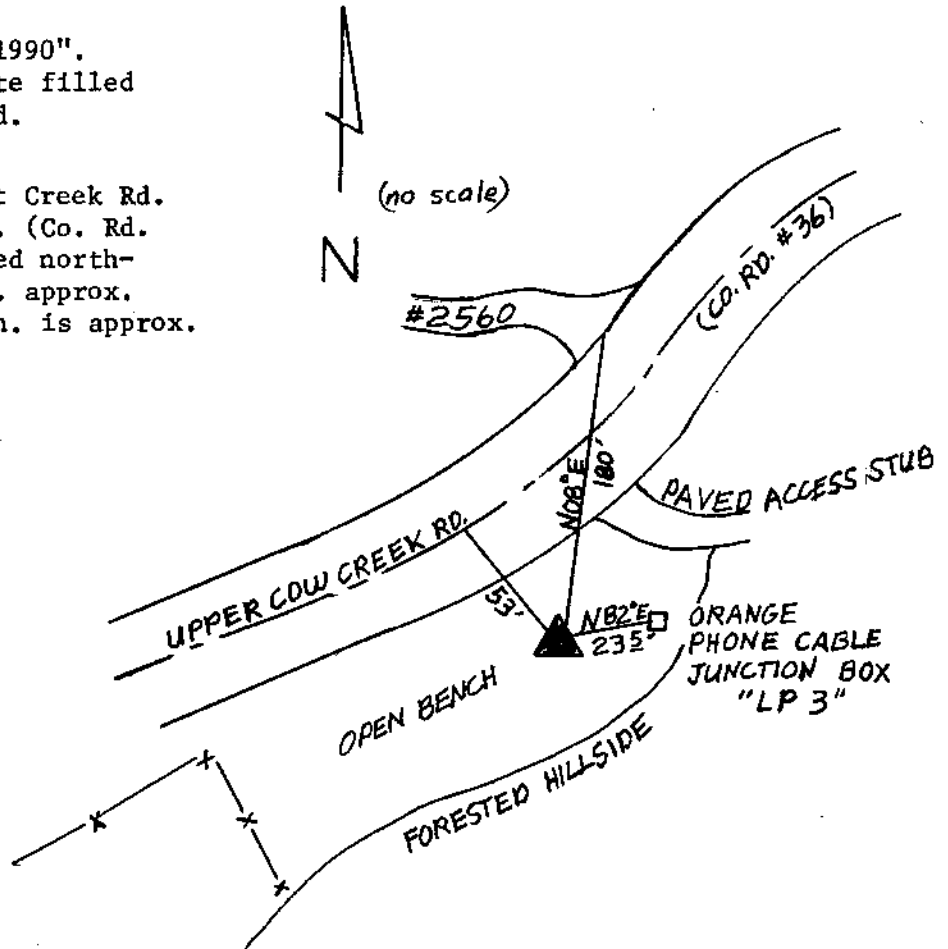 1990".
te filled
d.
t Creek Rd.
. (Co. Rd.
ed north-
. approx.
n. is approx.
(no scale)
N
#2560
(CO. RD. #36)
N08°E
180'
PAVED ACCESS STUB
UPPER COW CREEK RD.
53'
N82°E
235'
ORANGE
PHONE CABLE
JUNCTION BOX
"LP 3"
OPEN BENCH
FORESTED HILLSIDE